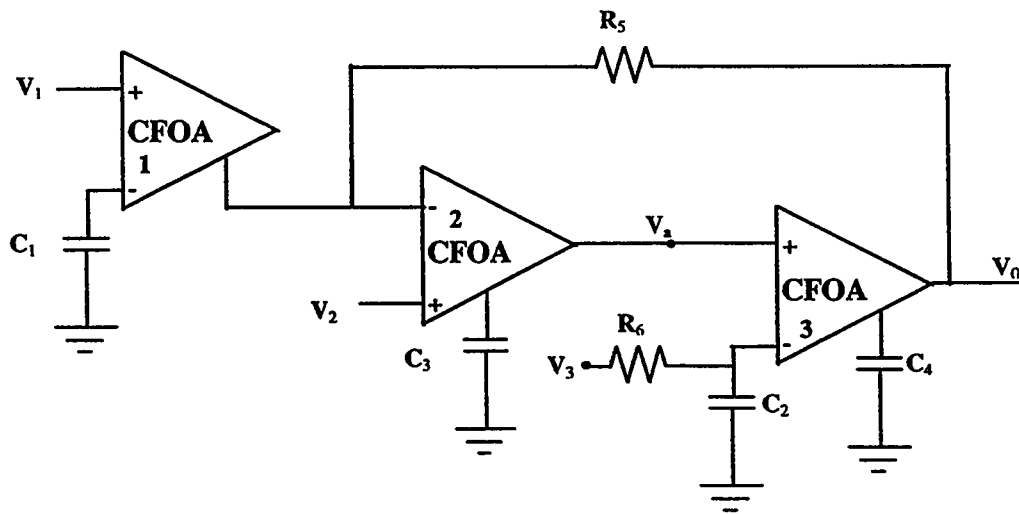 R₅
V₁
+
CFOA
1
-
C₁
-
2
CFOA
+
V₂
C₃
Vₐ
+
CFOA
3
-
V₀
R₆
V₃
C₂
C₄